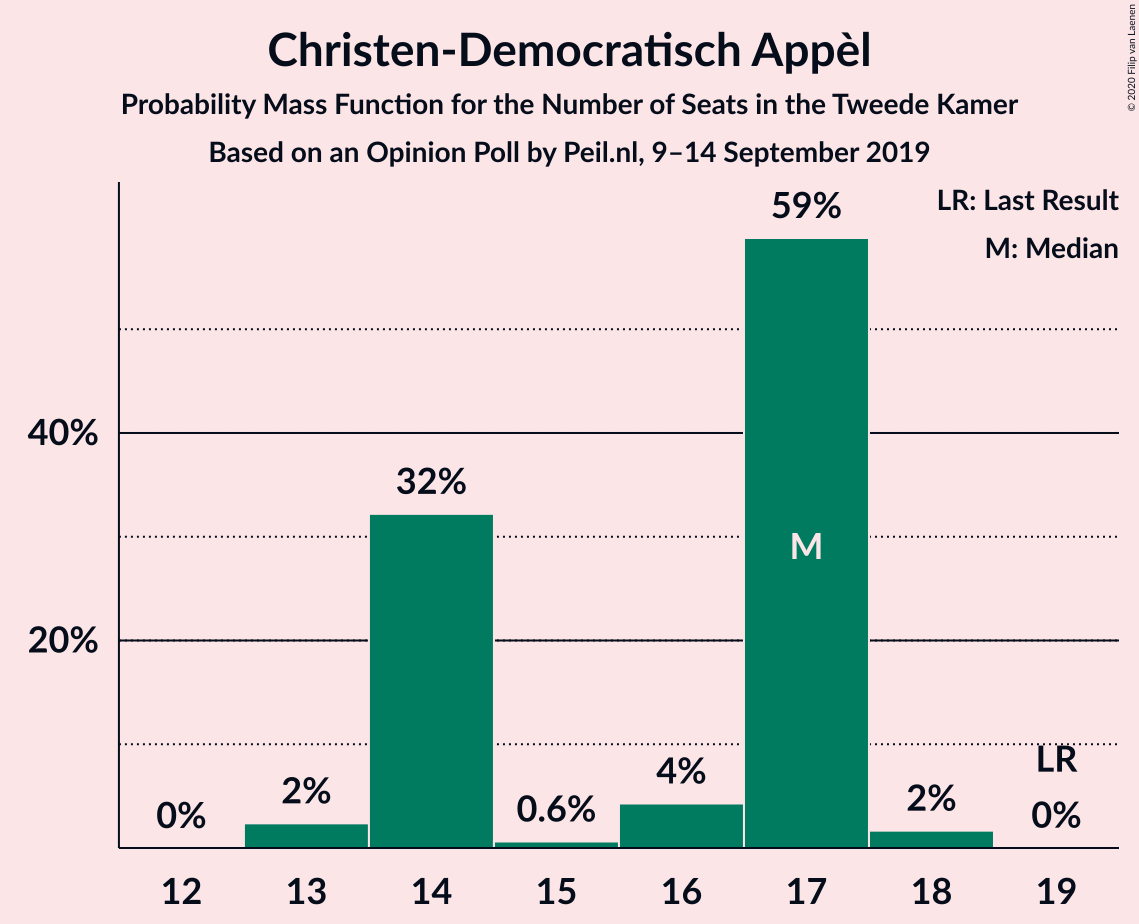 Christen-Democratisch Appèl
Probability Mass Function for the Number of Seats in the Tweede Kamer
Based on an Opinion Poll by Peil.nl, 9–14 September 2019
© 2020 Filip van Laenen
LR: Last Result
M: Median
59%
40%
32%
M
20%
LR
4%
2%
2%
0.6%
0%
0%
12 13 14 15 16 17 18 19